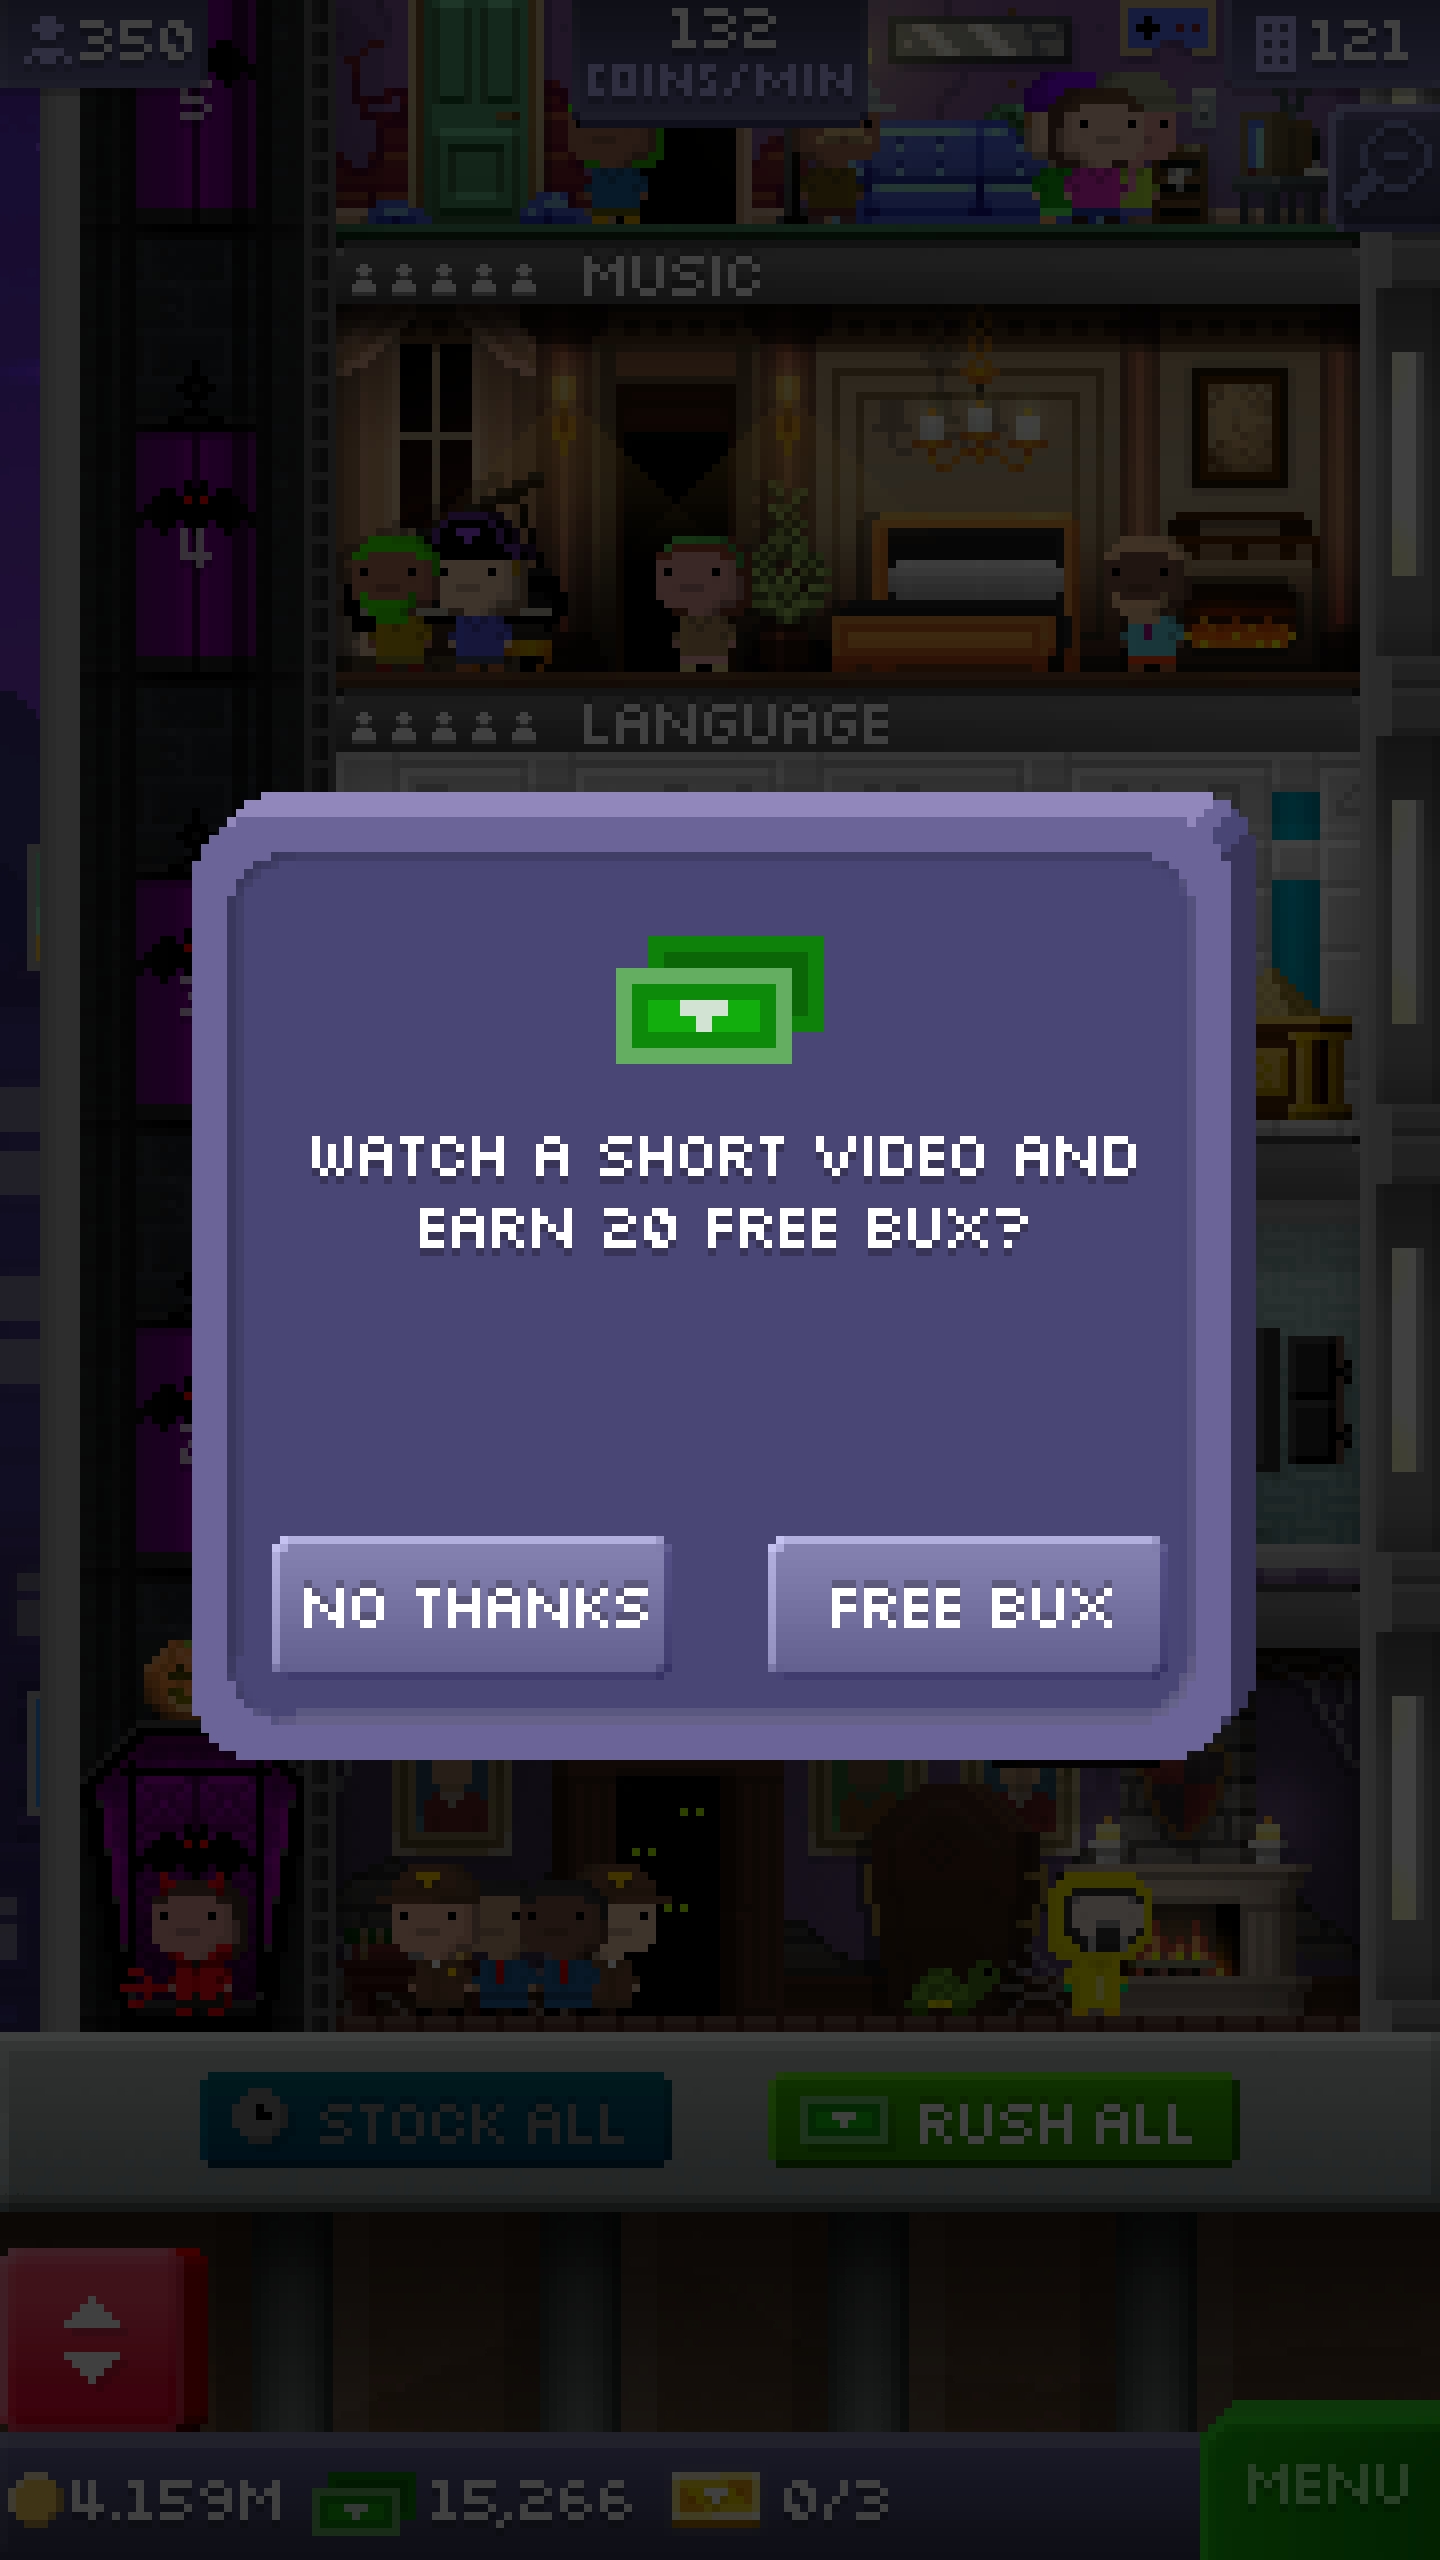 350
132
COINS/MIN
121
5
MUSIC
4
LANGUAGE
WATCH A SHORT VIDEO AND
EARN 20 FREE BUX?
NO THANKS
FREE BUX
STOCK ALL
RUSH ALL
4.159M
15,266
0/3
MENU